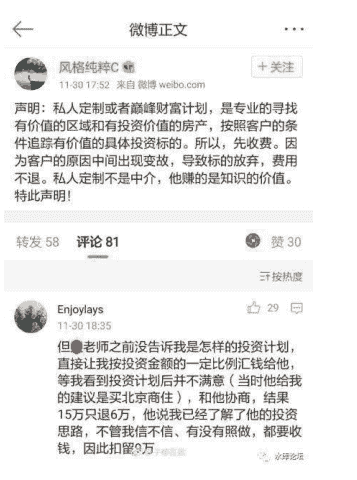 微博正文
风格纯粹C
+关注
11-30 17:52 来自 微博 weibo.com
声明：私人定制或者巅峰财富计划，是专业的寻找
有价值的区域和有投资价值的房产，按照客户的条
件追踪有价值的具体投资标的。所以，先收费。因
为客户的原因中间出现变故，导致标的放弃，费用
不退。私人定制不是中介，他赚的是知识的价值。
特此声明！
转发 58 评论 81 赞 30
按热度
Enjoylays
29
11-30 18:35
但老师之前没告诉我是怎样的投资计划，
直接让我按投资金额的一定比例汇钱给他，
等我看到投资计划后并不满意（当时他给我
的建议是买北京商住），和他协商，结果
15万只退6万，他说我已经了解了他的投资
思路，不管我信不信、有没有照做，都要收
钱，因此扣留9万
水库论坛